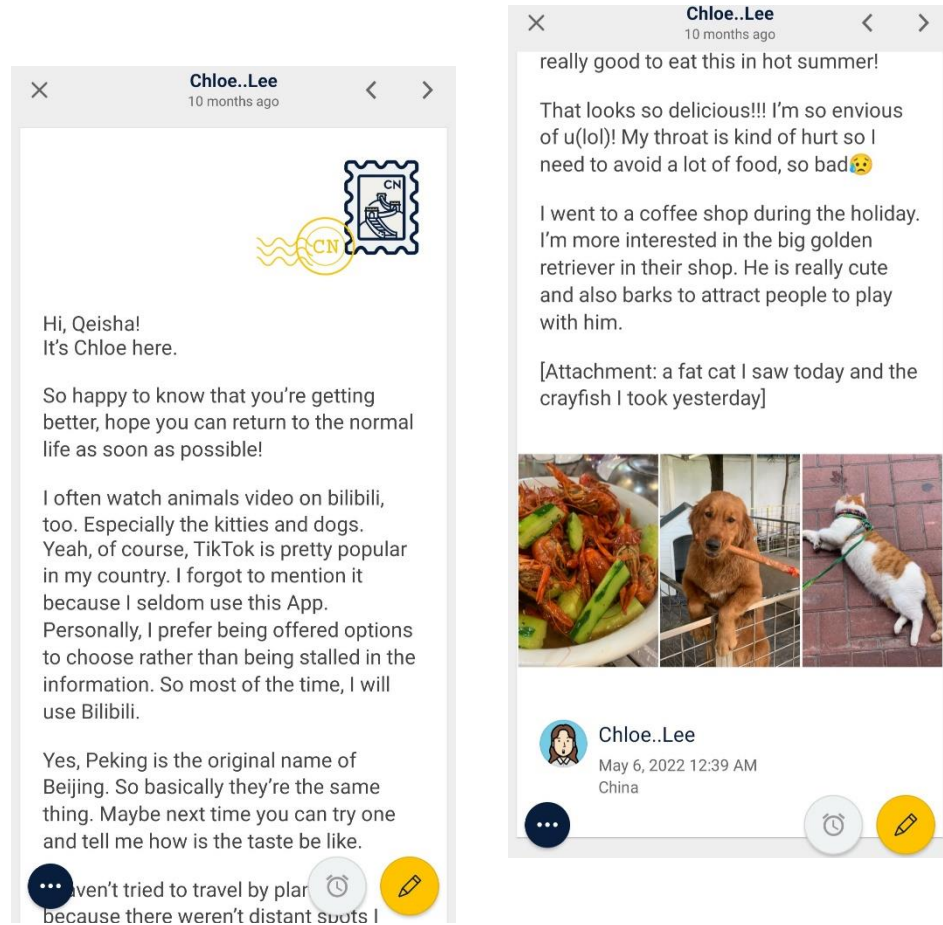 Chloe..Lee
10 months ago
CN
CN
Hi, Qeisha!
It's Chloe here.
So happy to know that you're getting
better, hope you can return to the normal
life as soon as possible!
I often watch animals video on bilibili,
too. Especially the kitties and dogs.
Yeah, of course, TikTok is pretty popular
in my country. I forgot to mention it
because I seldom use this App.
Personally, I prefer being offered options
to choose rather than being stalled in the
information. So most of the time, I will
use Bilibili.
Yes, Peking is the original name of
Beijing. So basically they're the same
thing. Maybe next time you can try one
and tell me how is the taste be like.
tried to travel by
because there weren't distant spots I
Chloe..Lee
10 months ago
really good to eat this in hot summer!
That looks so delicious!!! I'm so envious
of u(lol)! My throat is kind of hurt so I
need to avoid a lot of food, so bad😥
I went to a coffee shop during the holiday.
I'm more interested in the big golden
retriever in their shop. He is really cute
and also barks to attract people to play
with him.
[Attachment: a fat cat I saw today and the
crayfish I took yesterday]
Chloe..Lee
May 6, 2022 12:39 AM
China